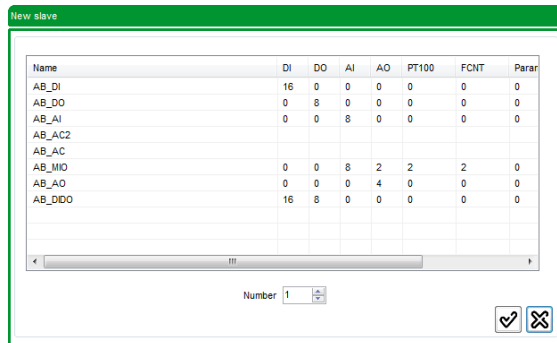 New slave
Name DI DO AI AO PT100 FCNT Parar
AB_DI 16 0 0 0 0 0 0
AB_DO 0 8 0 0 0 0 0
AB_AI 0 0 8 0 0 0 0
AB_AC2
AB_AC
AB_MIO 0 0 8 2 2 2 0
AB_AO 0 0 0 4 0 0 0
AB_DIDO 16 8 0 0 0 0 0
Number 1